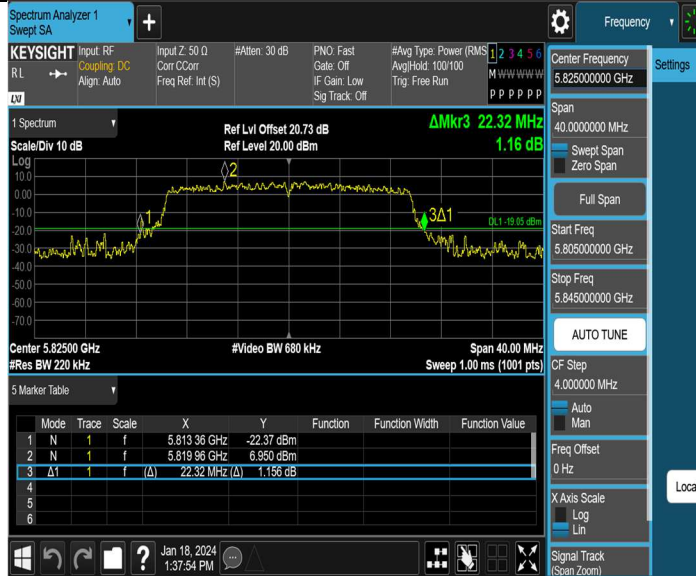 Spectrum Analyzer 1
Swept SA
+
Frequency
KEYSIGHT
RL
LXI
Input: RF
Coupling: DC
Align: Auto
Input Z: 50 Ω
Corr CCorr
Freq Ref: Int (S)
#Atten: 30 dB
PNO: Fast
Gate: Off
IF Gain: Low
Sig Track: Off
#Avg Type: Power (RMS
Avg|Hold: 100/100
Trig: Free Run
1 2 3 4 5 6
M W W W W W
P P P P P P
Center Frequency
5.825000000 GHz
Settings
Span
40.0000000 MHz
Swept Span
Zero Span
Full Span
Start Freq
5.805000000 GHz
Stop Freq
5.845000000 GHz
AUTO TUNE
CF Step
4.000000 MHz
Auto
Man
Freq Offset
0 Hz
X Axis Scale
Log
Lin
Signal Track
(Span Zoom)
Loca
1 Spectrum
Scale/Div 10 dB
Ref Lvl Offset 20.73 dB
Ref Level 20.00 dBm
ΔMkr3 22.32 MHz
1.16 dB
Log
10.0
0.00
-10.0
-20.0
-30.0
-40.0
-50.0
-60.0
-70.0
1
2
3Δ1
DL1 -19.05 dBm
Center 5.82500 GHz
#Video BW 680 kHz
Span 40.00 MHz
#Res BW 220 kHz
Sweep 1.00 ms (1001 pts)
5 Marker Table
Mode Trace Scale X Y Function Function Width Function Value
1 N 1 f 5.813 36 GHz -22.37 dBm
2 N 1 f 5.819 96 GHz 6.950 dBm
3 Δ1 1 f (Δ) 22.32 MHz (Δ) 1.156 dB
4
5
6
?
Jan 18, 2024
1:37:54 PM